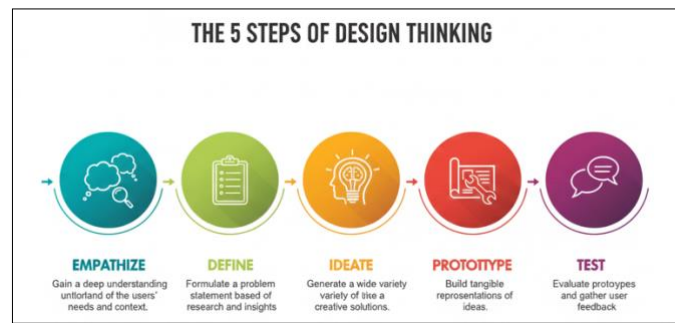 THE 5 STEPS OF DESIGN THINKING
EMPATHIZE
Gain a deep understanding
untiorland of the users'
needs and context.
DEFINE
Formulate a problem
statement based of
research and insights
IDEATE
Generate a wide variety
variety of tise a
creative solutions.
PROTOTTYPE
Build tangible
representations of
ideas.
TEST
Evaluate protoypes
and gather user
feedback